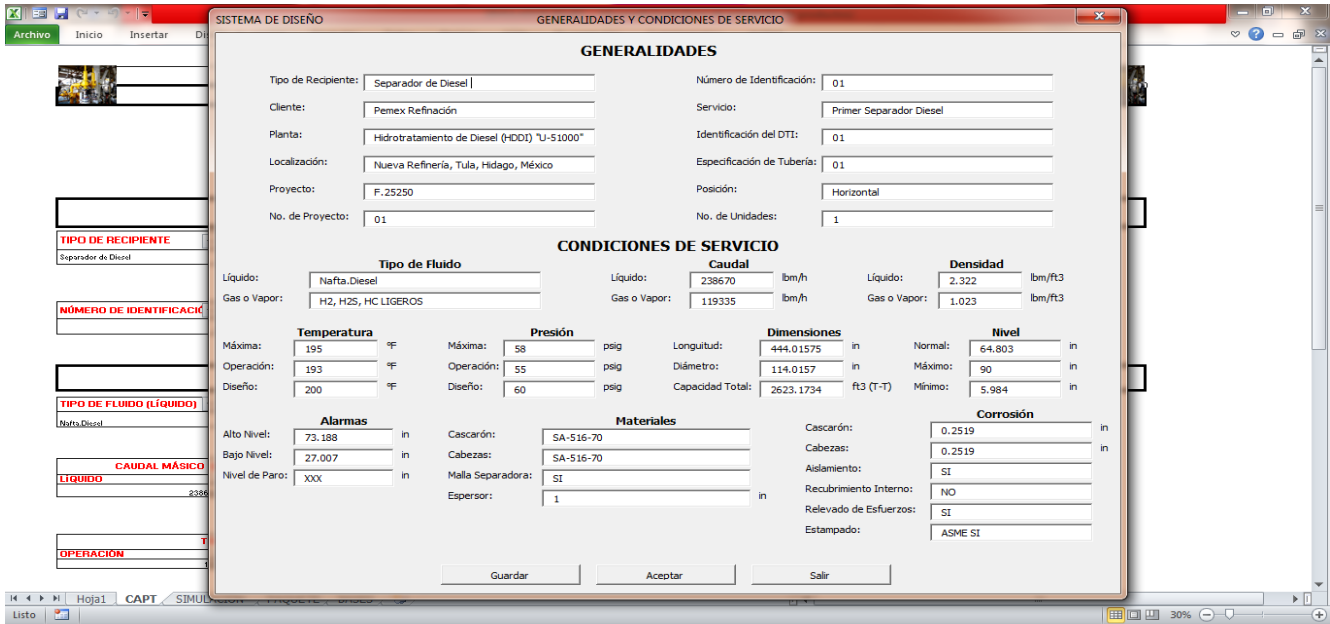 SISTEMA DE DISEÑO GENERALIDADES Y CONDICIONES DE SERVICIO
Archivo Inicio Insertar
GENERALIDADES
Tipo de Recipiente: Separador de Diesel Número de Identificación: 01
Cliente: Pemex Refinación Servicio: Primer Separador Diesel
Planta: Hidrotratamiento de Diesel (HDDI) "U-51000" Identificación del DTI: 01
Localización: Nueva Refinería, Tula, Hidago, México Especificación de Tubería: 01
Proyecto: F.25250 Posición: Horizontal
No. de Proyecto: 01 No. de Unidades: 1
TIPO DE RECIPIENTE
Separador de Diesel
CONDICIONES DE SERVICIO
Tipo de Fluido Caudal Densidad
Líquido: Nafta.Diesel Líquido: 238670 lbm/h Líquido: 2.322 lbm/ft3
Gas o Vapor: H2, H2S, HC LIGEROS Gas o Vapor: 119335 lbm/h Gas o Vapor: 1.023 lbm/ft3
NÚMERO DE IDENTIFICACIÓ
Temperatura Presión Dimensiones Nivel
Máxima: 195 ºF Máxima: 58 psig Longuitud: 444.01575 in Normal: 64.803 in
Operación: 193 ºF Operación: 55 psig Diámetro: 114.0157 in Máximo: 90 in
Diseño: 200 ºF Diseño: 60 psig Capacidad Total: 2623.1734 ft3 (T-T) Mínimo: 5.984 in
TIPO DE FLUIDO (LÍQUIDO)
Nafta.Diesel
Alarmas Materiales Corrosión
Alto Nivel: 73.188 in Cascarón: SA-516-70 Cascarón: 0.2519 in
Bajo Nivel: 27.007 in Cabezas: SA-516-70 Cabezas: 0.2519 in
Nivel de Paro: XXX in Malla Separadora: SI Aislamiento: SI
Espersor: 1 in Recubrimiento Interno: NO
Relevado de Esfuerzos: SI
Estampado: ASME SI
CAUDAL MÁSICO
LÍQUIDO
2386
T
OPERACIÓN
1
Guardar Aceptar Salir
Hoja1 CAPT
Listo 30%